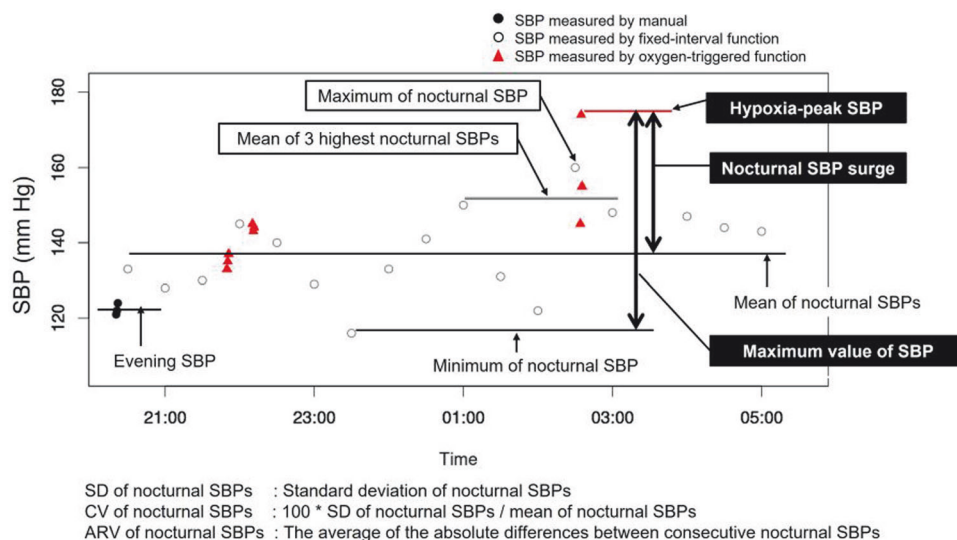 SBP measured by manual
SBP measured by fixed-interval function
SBP measured by oxygen-triggered function
Maximum of nocturnal SBP
Hypoxia-peak SBP
Mean of 3 highest nocturnal SBPs
Nocturnal SBP surge
SBP (mm Hg)
180
160
140
120
Mean of nocturnal SBPs
Evening SBP
Minimum of nocturnal SBP
Maximum value of SBP
21:00 23:00 01:00 03:00 05:00
Time
SD of nocturnal SBPs : Standard deviation of nocturnal SBPs
CV of nocturnal SBPs : 100 * SD of nocturnal SBPs / mean of nocturnal SBPs
ARV of nocturnal SBPs : The average of the absolute differences between consecutive nocturnal SBPs